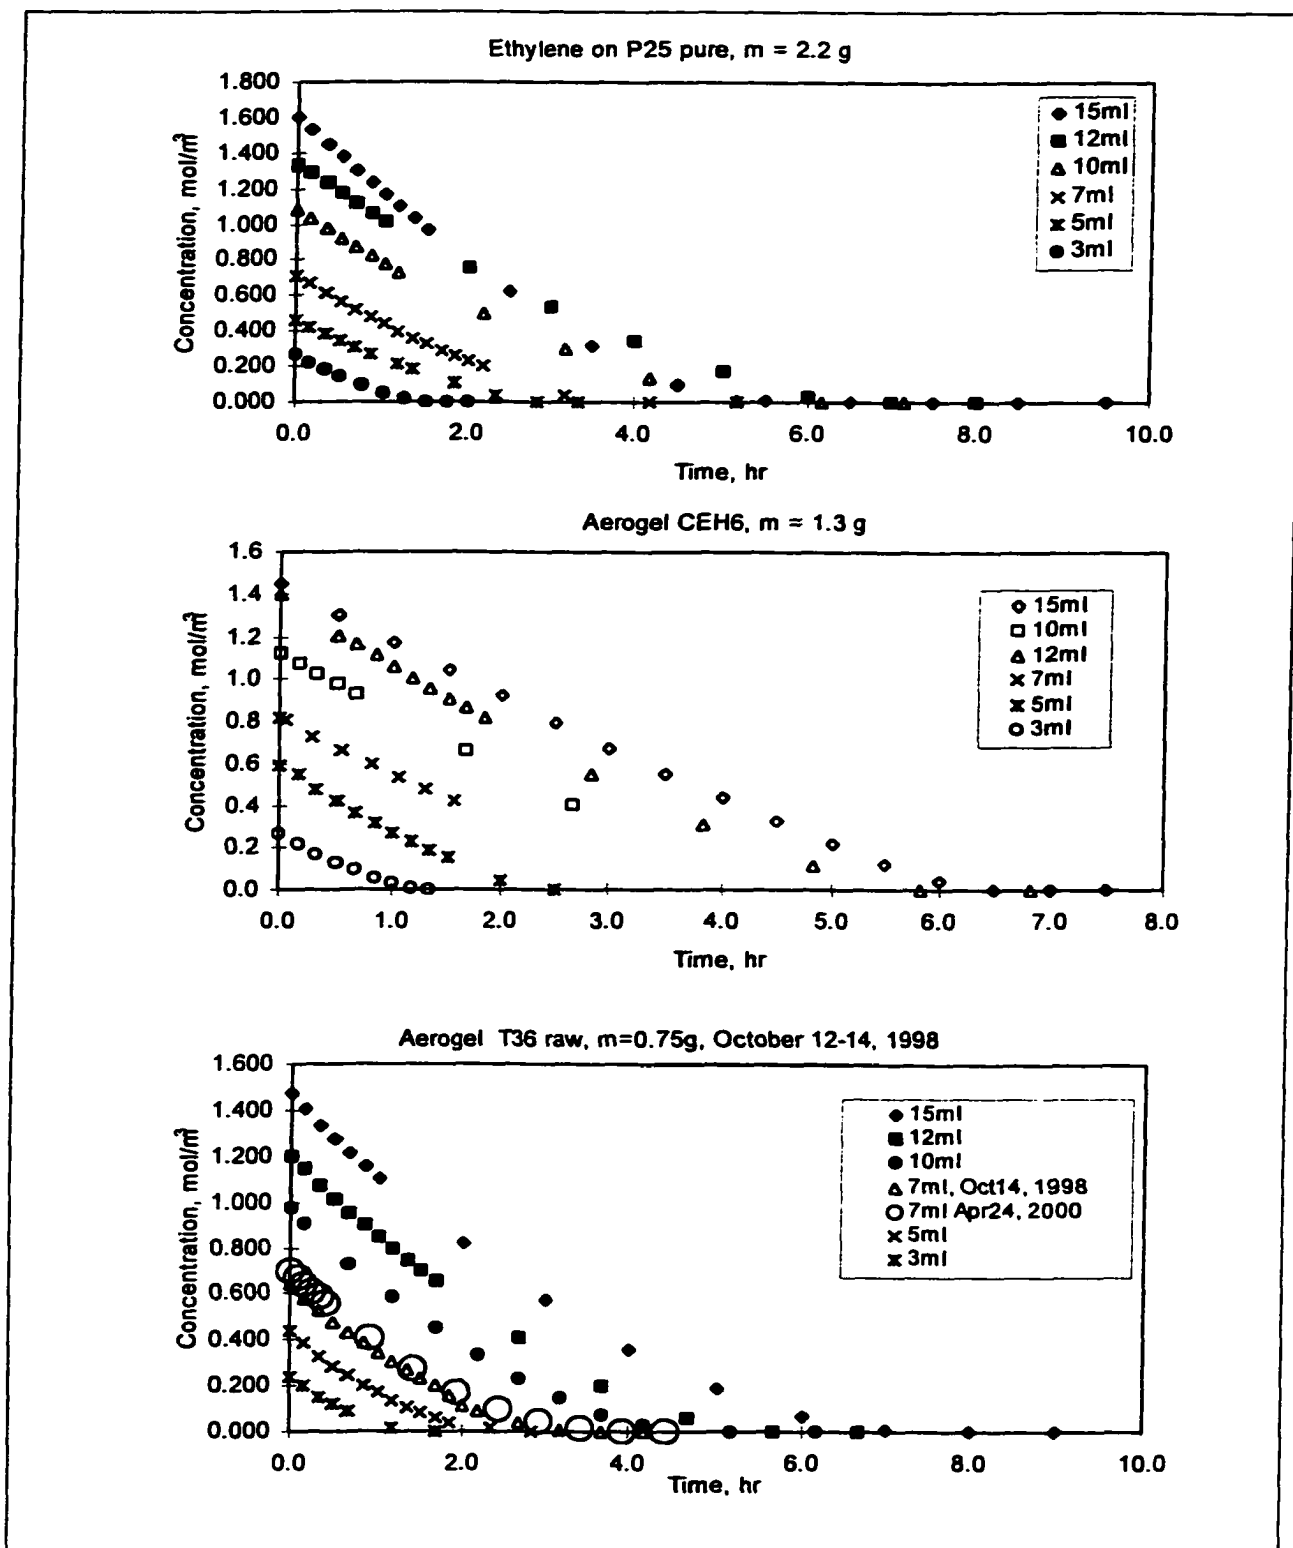 Ethylene on P25 pure, m = 2.2 g
Concentration, mol/m³
1.800
1.600
1.400
1.200
1.000
0.800
0.600
0.400
0.200
0.000
0.0 2.0 4.0 6.0 8.0 10.0
Time, hr
15ml
12ml
10ml
7ml
5ml
3ml
Aerogel CEH6, m = 1.3 g
Concentration, mol/m³
1.6
1.4
1.2
1.0
0.8
0.6
0.4
0.2
0.0
0.0 1.0 2.0 3.0 4.0 5.0 6.0 7.0 8.0
Time, hr
15ml
10ml
12ml
7ml
5ml
3ml
Aerogel T36 raw, m=0.75g, October 12-14, 1998
Concentration, mol/m³
1.600
1.400
1.200
1.000
0.800
0.600
0.400
0.200
0.000
0.0 2.0 4.0 6.0 8.0 10.0
Time, hr
15ml
12ml
10ml
7ml, Oct14, 1998
7ml Apr24, 2000
5ml
3ml